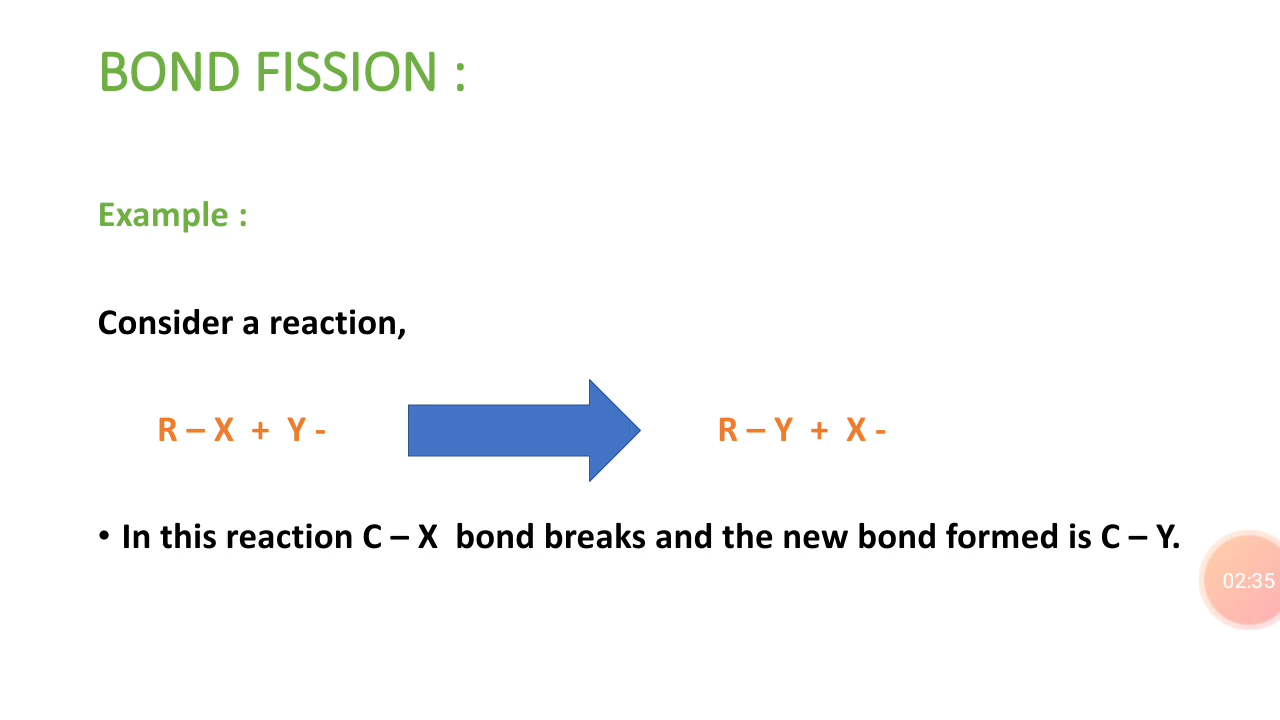 BOND FISSION :
Example :
Consider a reaction,
R – X + Y - R – Y + X -
• In this reaction C – X bond breaks and the new bond formed is C – Y.
02:35